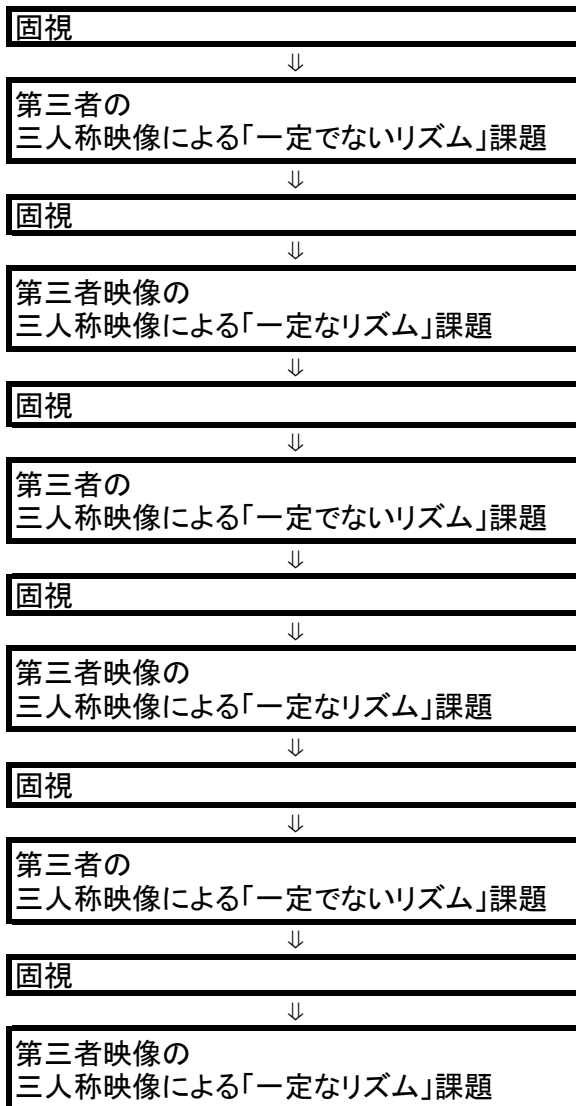 固視
⇓
第三者の
三人称映像による「一定でないリズム」課題
⇓
固視
⇓
第三者映像の
三人称映像による「一定なリズム」課題
⇓
固視
⇓
第三者の
三人称映像による「一定でないリズム」課題
⇓
固視
⇓
第三者映像の
三人称映像による「一定なリズム」課題
⇓
固視
⇓
第三者の
三人称映像による「一定でないリズム」課題
⇓
固視
⇓
第三者映像の
三人称映像による「一定なリズム」課題